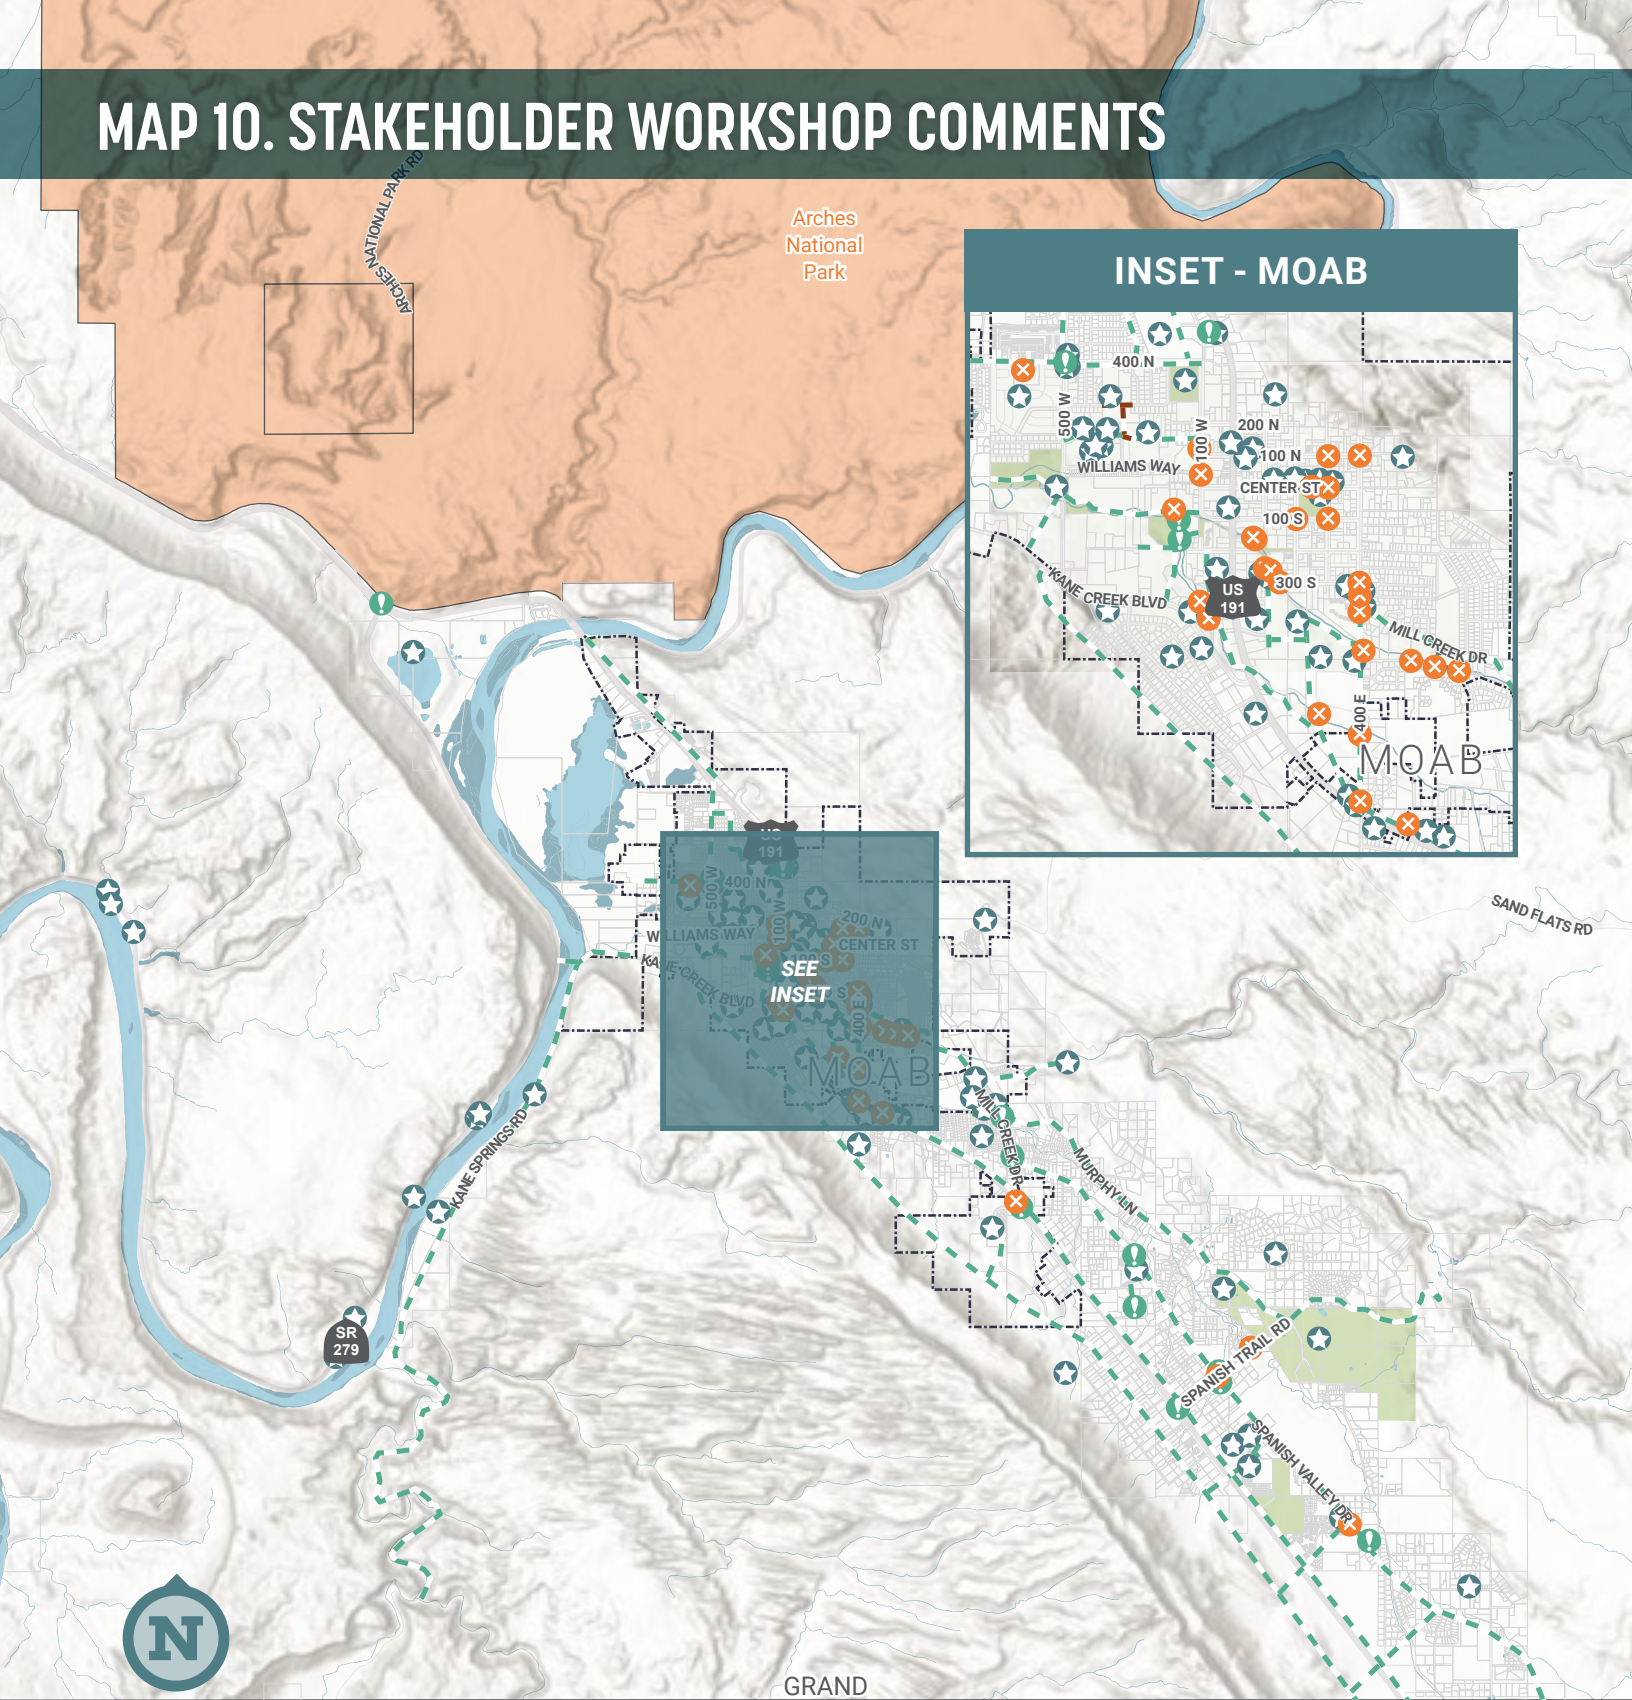 MAP 10. STAKEHOLDER WORKSHOP COMMENTS
ARCHES NATIONAL PARK RD
Arches
National
Park
INSET - MOAB
400 N
500 W
100 W
200 N
100 N
WILLIAMS WAY
CENTER ST
100 S
300 S
KANE CREEK BLVD
US
191
MILL CREEK DR
400 E
MOAB
US
191
400 N
500 W
100 W
200 N
WILLIAMS WAY
CENTER ST
100 S
KANE CREEK BLVD
SEE
INSET
400 E
MOAB
SAND FLATS RD
KANE SPRINGS RD
MILL CREEK DR
MURPHY LN
SR
279
SPANISH TRAIL RD
SPANISH VALLEY DR
N
GRAND